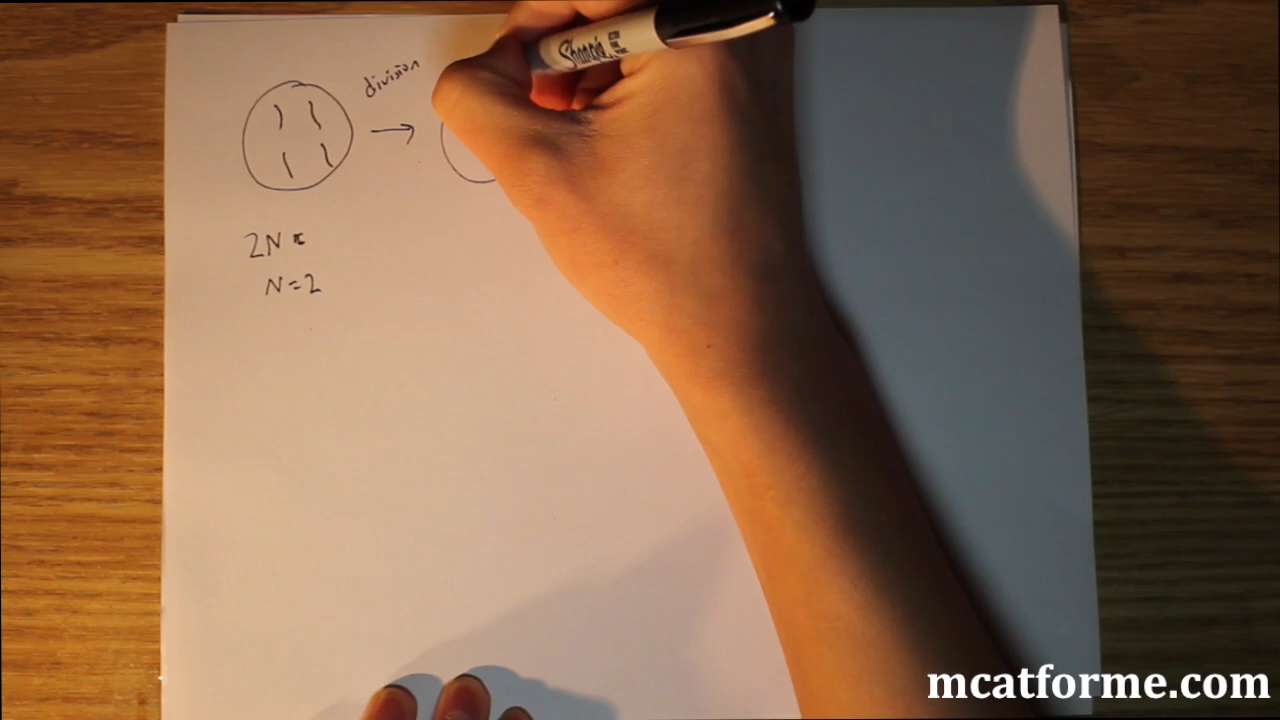 division
2N =
N=2
Sharpie
mcatforme.com